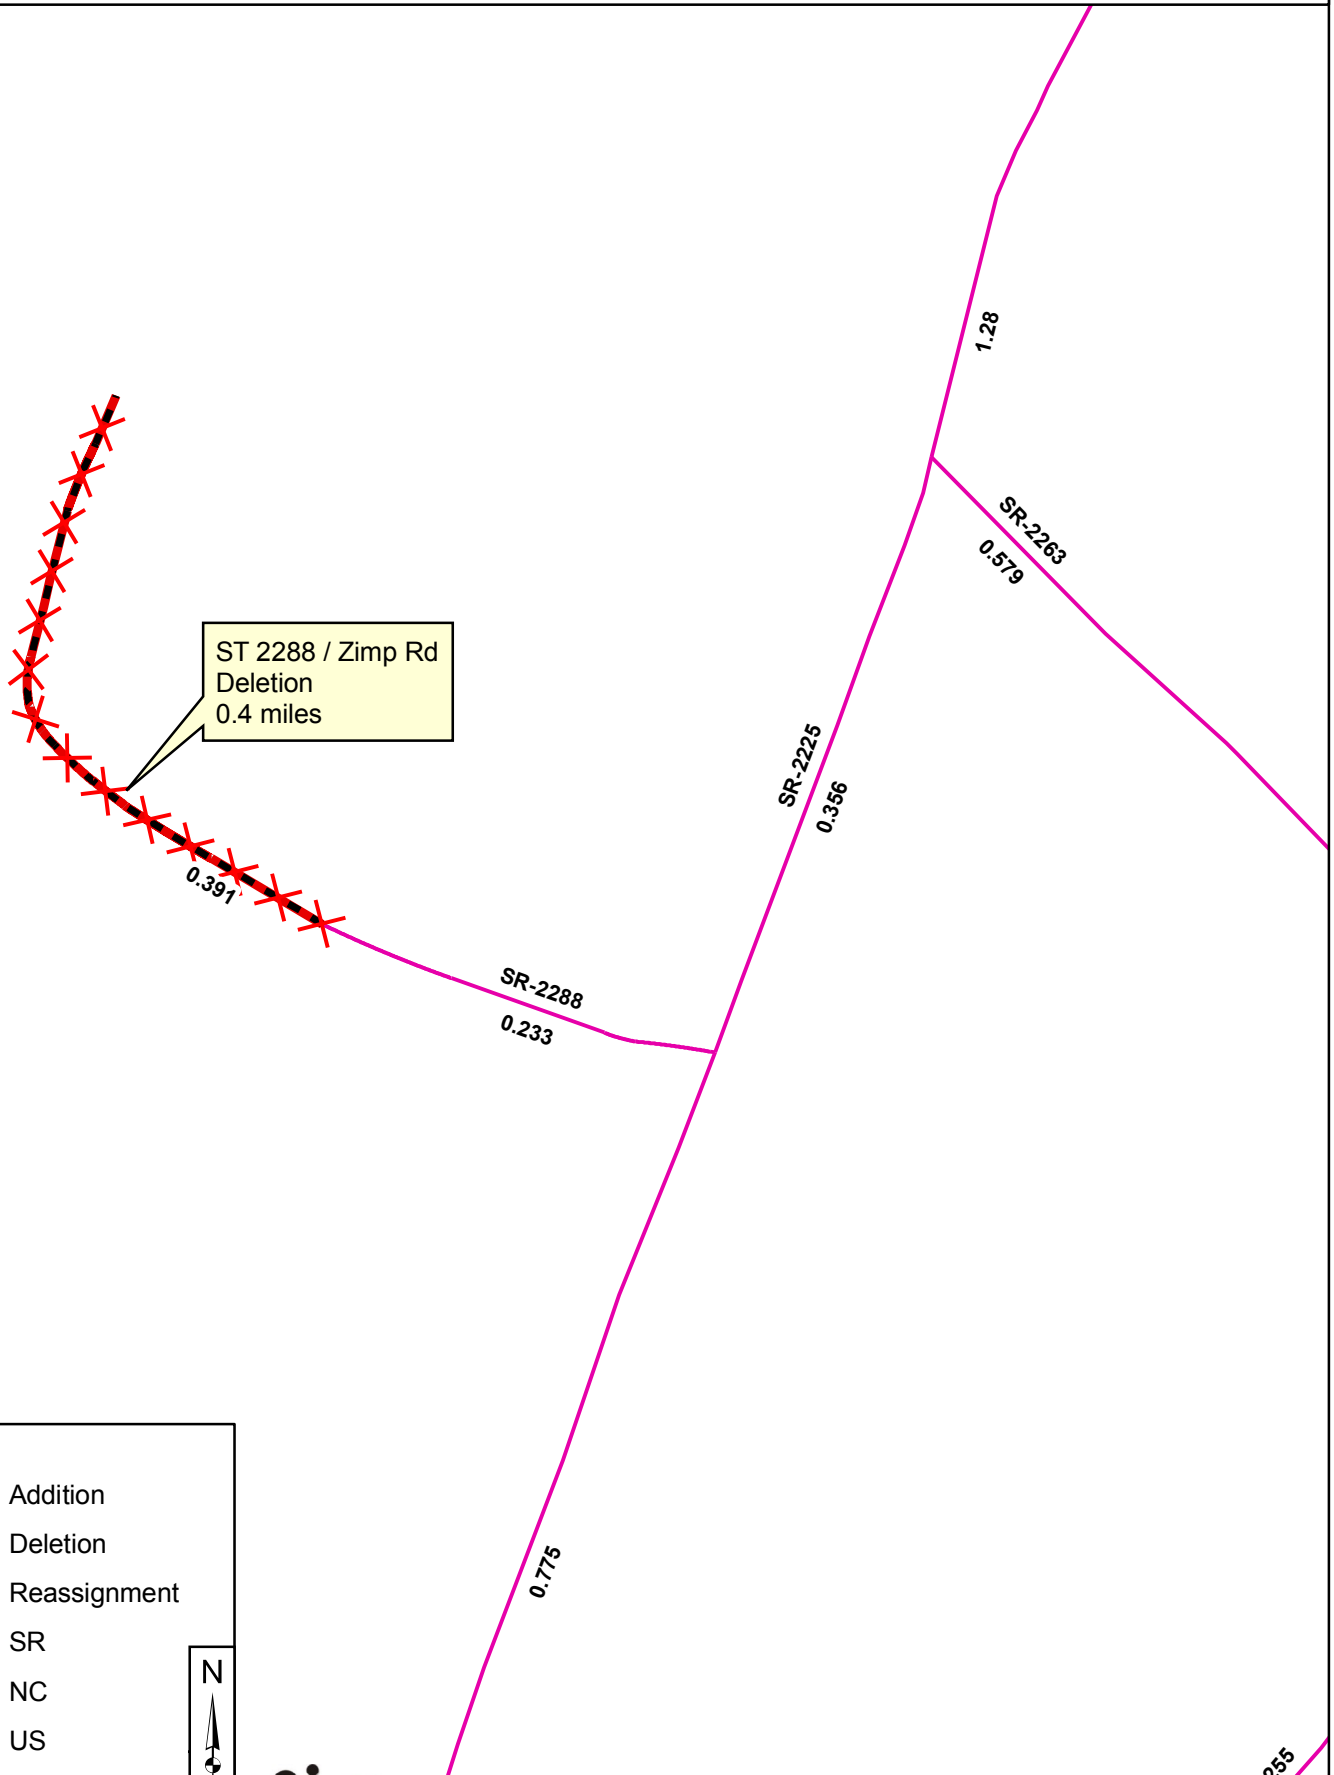 1.28
SR-2263
0.579
ST 2288 / Zimp Rd
Deletion
0.4 miles
SR-2225
0.356
0.391
SR-2288
0.233
0.775
Addition
Deletion
Reassignment
SR
NC
US
N
255